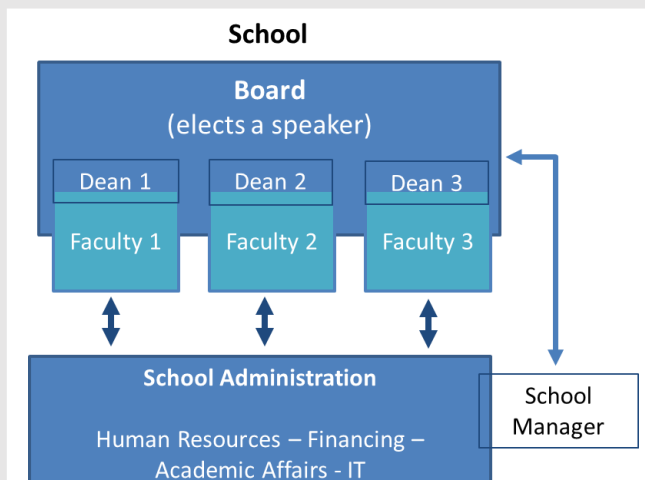 School
Board
(elects a speaker)
Dean 1
Dean 2
Dean 3
Faculty 1
Faculty 2
Faculty 3
School Administration
School
Manager
Human Resources – Financing –
Academic Affairs - IT